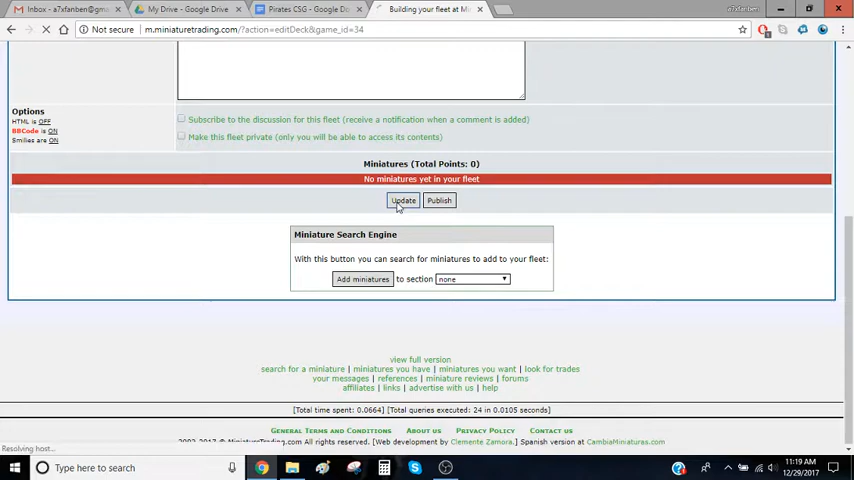 Inbox - a7xfanben@gm
My Drive - Google Drive
Pirates CSG - Google Do
Building your fleet at Mi
a7xfanben
Not secure | m.miniaturetrading.com/?action=editDeck&game_id=34
Options
HTML is OFF
BBCode is ON
Smilies are ON
Subscribe to the discussion for this fleet (receive a notification when a comment is added)
Make this fleet private (only you will be able to access its contents)
Miniatures (Total Points: 0)
No miniatures yet in your fleet
Update Publish
Miniature Search Engine
With this button you can search for miniatures to add to your fleet:
Add miniatures to section none
view full version
search for a miniature | miniatures you have | miniatures you want | look for trades
your messages | references | miniature reviews | forums
affiliates | links | advertise with us | help
[Total time spent: 0.0664] [Total queries executed: 24 in 0.0105 seconds]
General Terms and Conditions About us Privacy Policy Contact us
2002-2017 © MiniatureTrading.com All rights reserved. [Web development by Clemente Zamora.] Spanish version at CambiaMiniaturas.com
Resolving host...
Type here to search
11:19 AM
12/29/2017